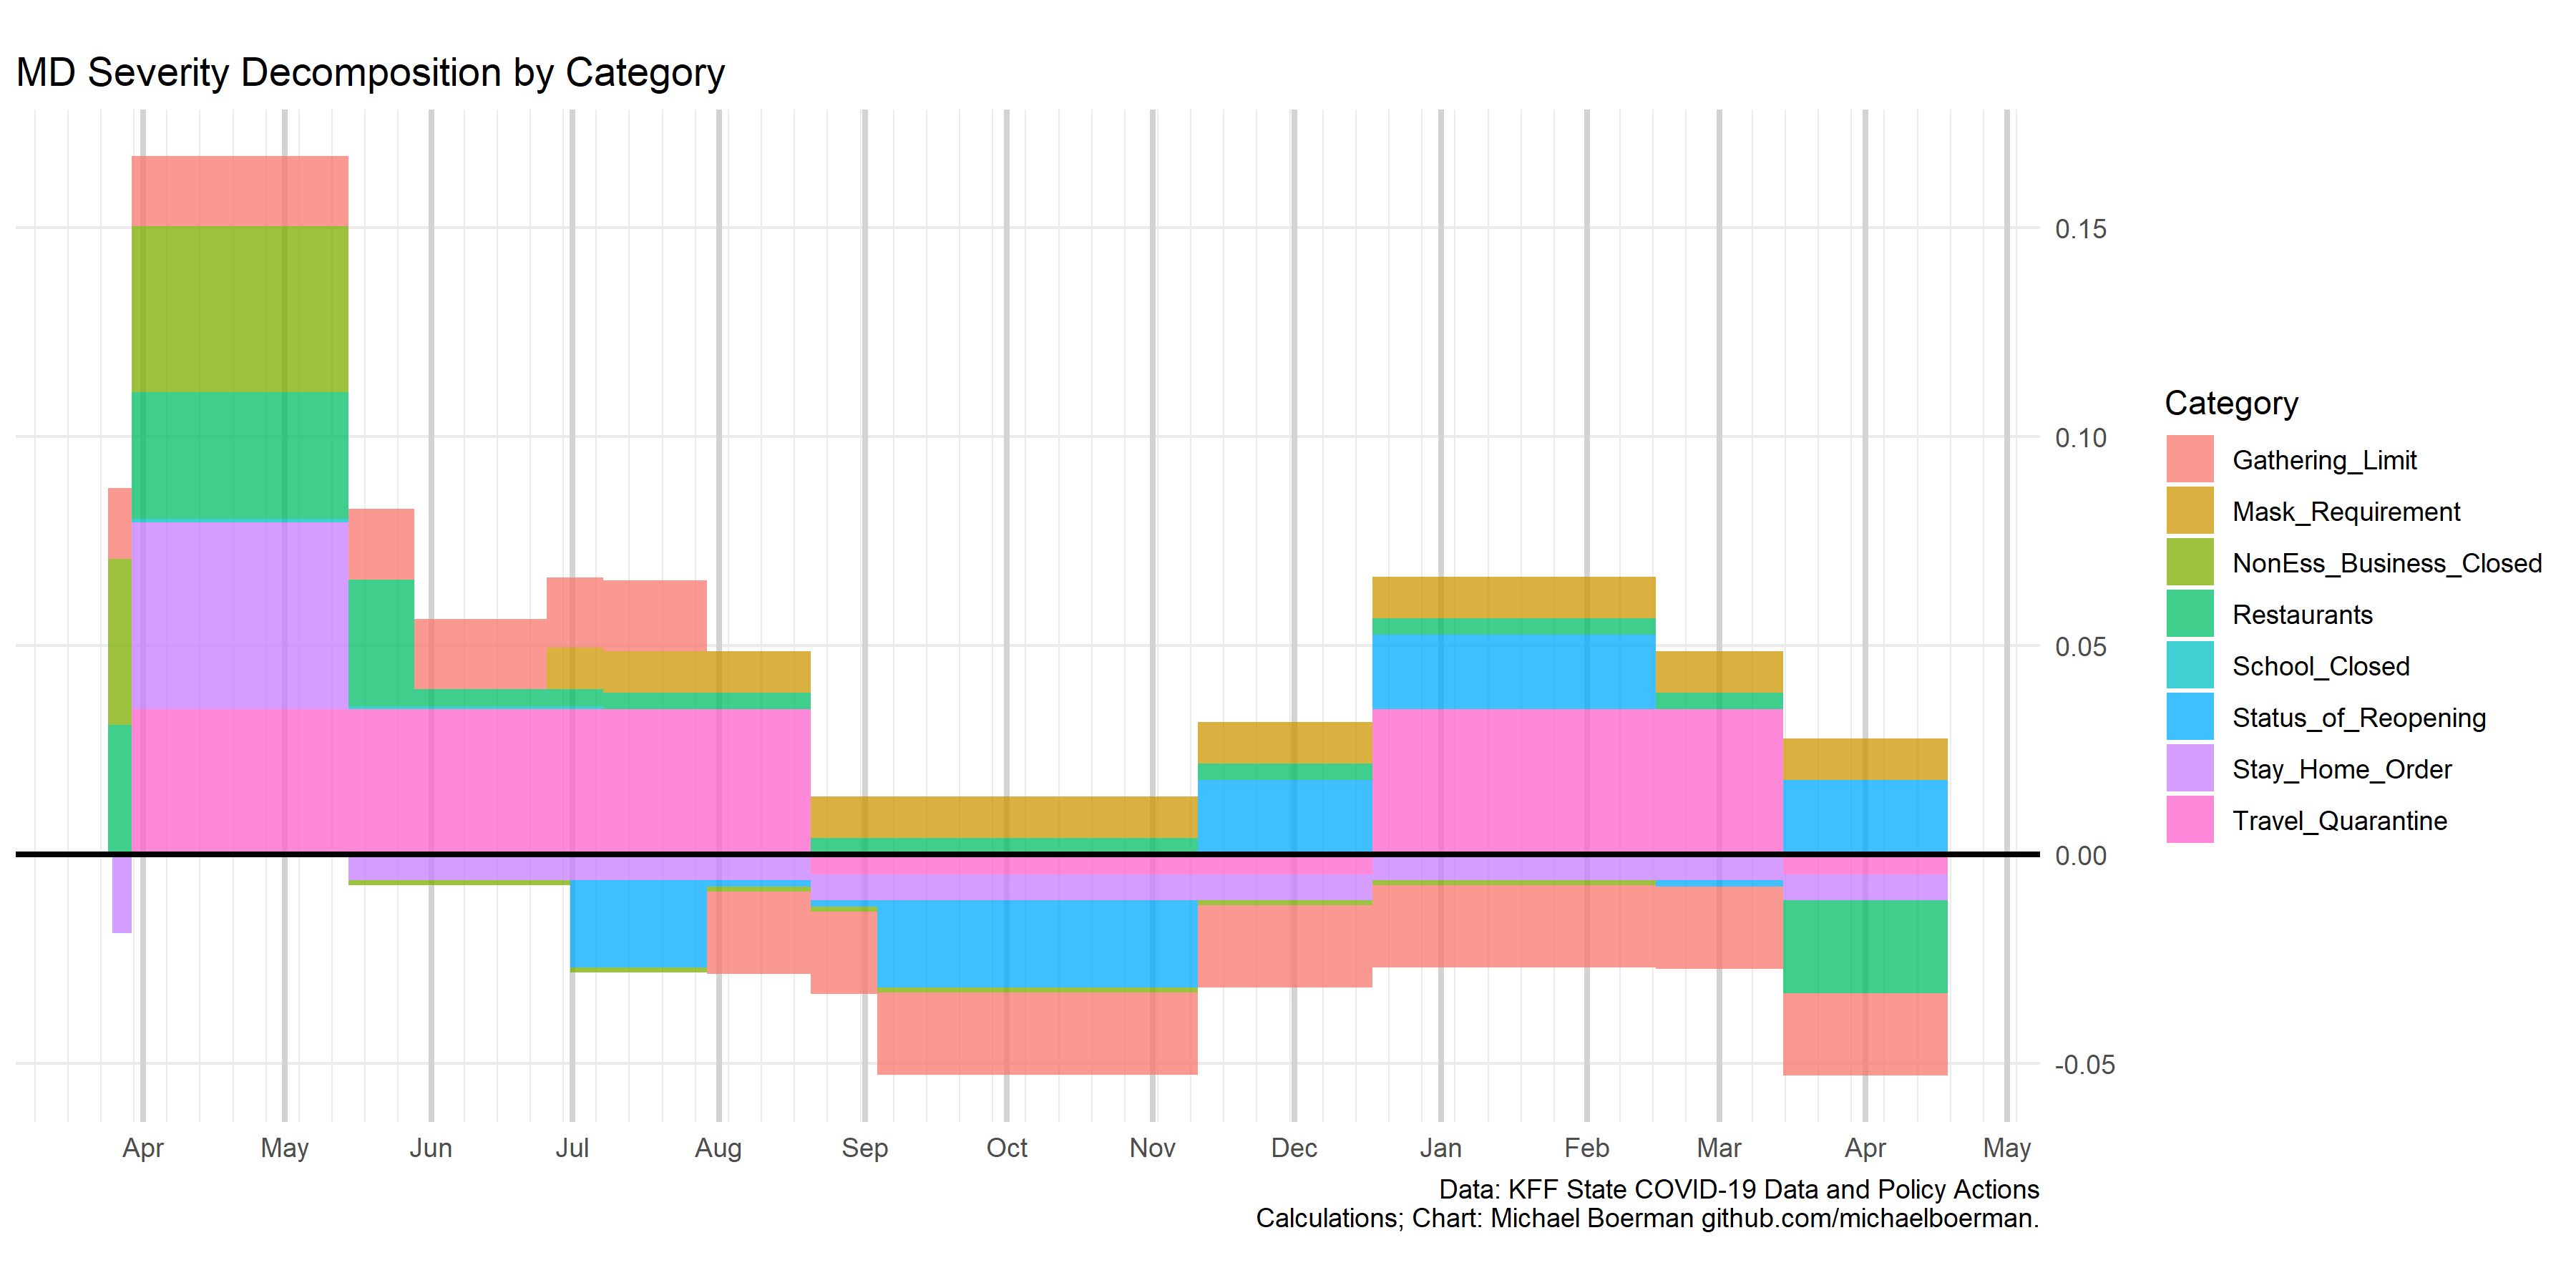 MD Severity Decomposition by Category
0.15
0.10
0.05
0.00
-0.05
Apr May Jun Jul Aug Sep Oct Nov Dec Jan Feb Mar Apr May
Data: KFF State COVID-19 Data and Policy Actions
Calculations; Chart: Michael Boerman github.com/michaelboerman.
Category
Gathering_Limit
Mask_Requirement
NonEss_Business_Closed
Restaurants
School_Closed
Status_of_Reopening
Stay_Home_Order
Travel_Quarantine